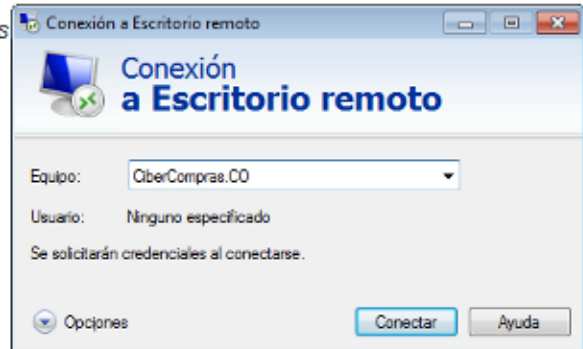 s
Conexión a Escritorio remoto
Conexión
a Escritorio remoto
Equipo: CiberCompras.CO
Usuario: Ninguno especificado
Se solicitarán credenciales al conectarse.
Opciones Conectar Ayuda